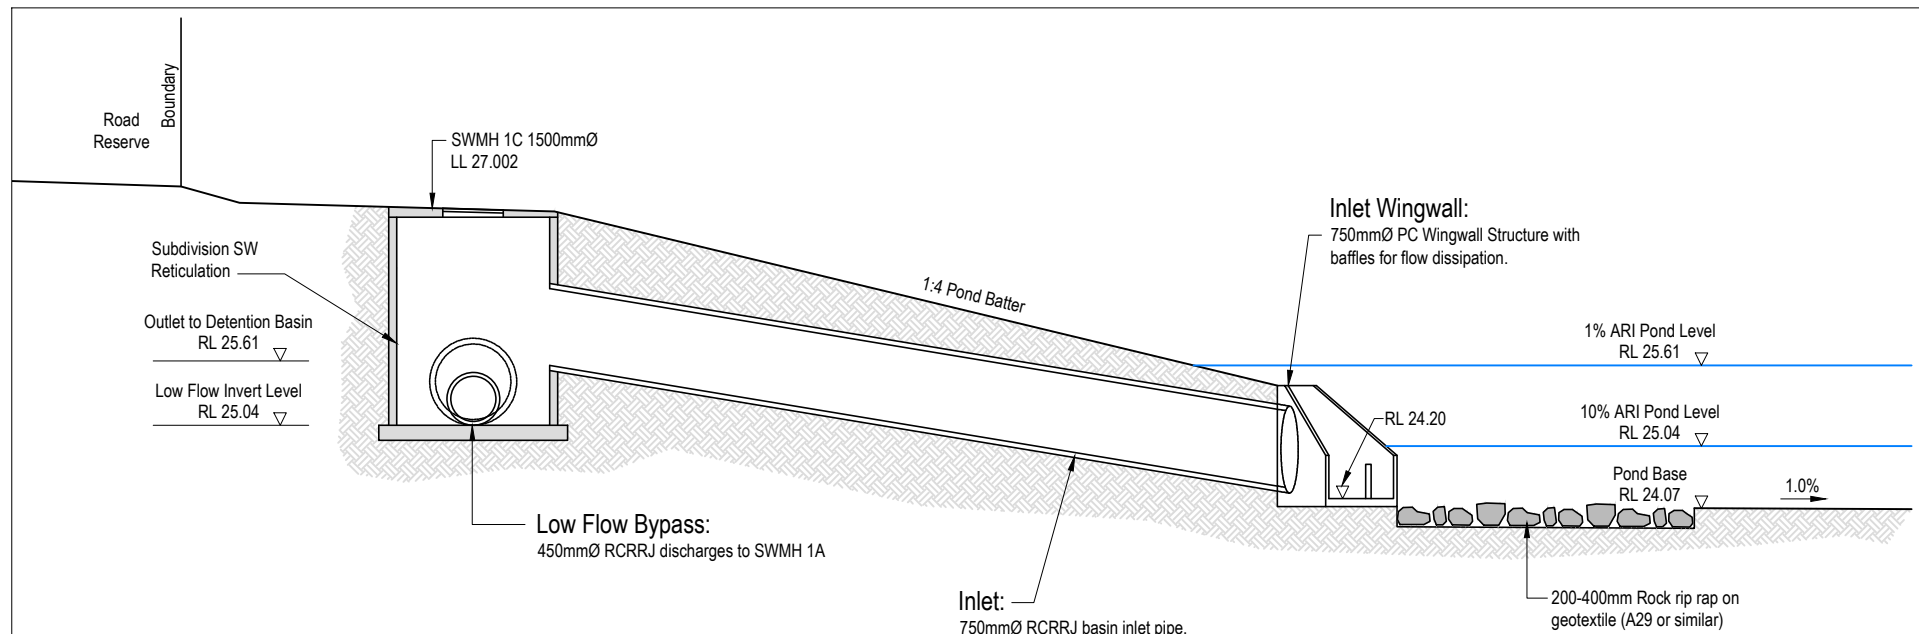 Road
Reserve
Boundary
SWMH 1C 1500mmØ
LL 27.002
Subdivision SW
Reticulation
Outlet to Detention Basin
RL 25.61
Low Flow Invert Level
RL 25.04
Low Flow Bypass:
450mmØ RCRRJ discharges to SWMH 1A
1:4 Pond Batter
Inlet Wingwall:
750mmØ PC Wingwall Structure with
baffles for flow dissipation.
RL 24.20
1% ARI Pond Level
RL 25.61
10% ARI Pond Level
RL 25.04
Pond Base
RL 24.07
1.0%
Inlet:
750mmØ RCRRJ basin inlet pipe.
200-400mm Rock rip rap on
geotextile (A29 or similar)